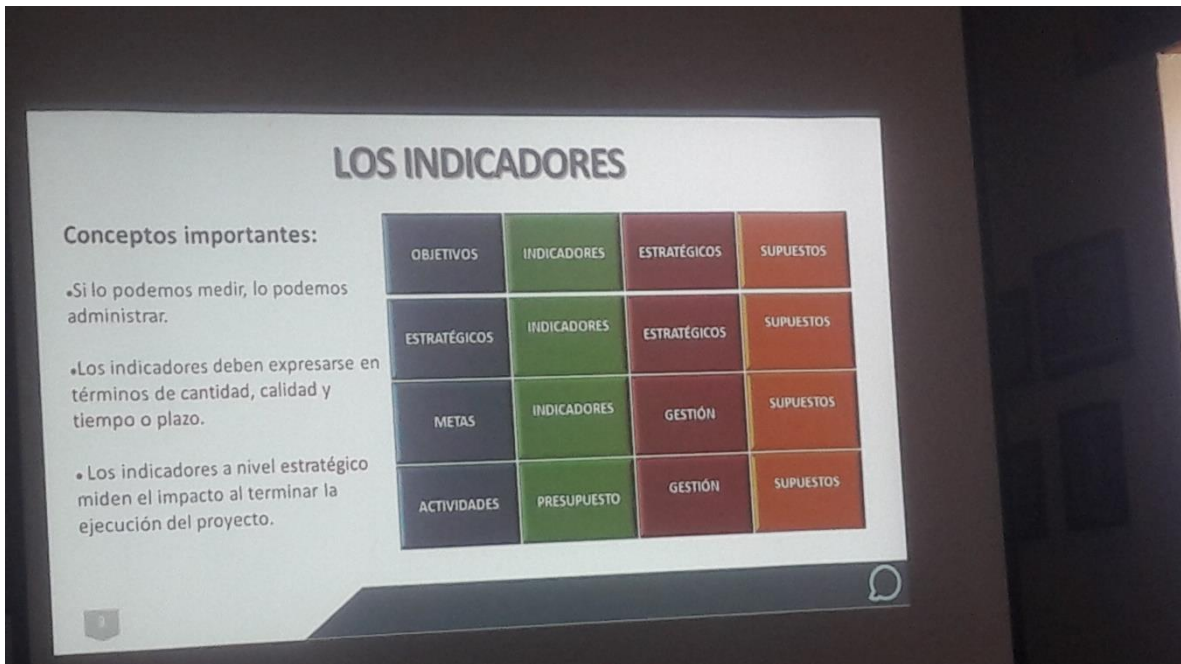 LOS INDICADORES
Conceptos importantes:
•Si lo podemos medir, lo podemos
administrar.
•Los indicadores deben expresarse en
términos de cantidad, calidad y
tiempo o plazo.
• Los indicadores a nivel estratégico
miden el impacto al terminar la
ejecución del proyecto.
OBJETIVOS INDICADORES ESTRATÉGICOS SUPUESTOS
ESTRATÉGICOS INDICADORES ESTRATÉGICOS SUPUESTOS
METAS INDICADORES GESTIÓN SUPUESTOS
ACTIVIDADES PRESUPUESTO GESTIÓN SUPUESTOS